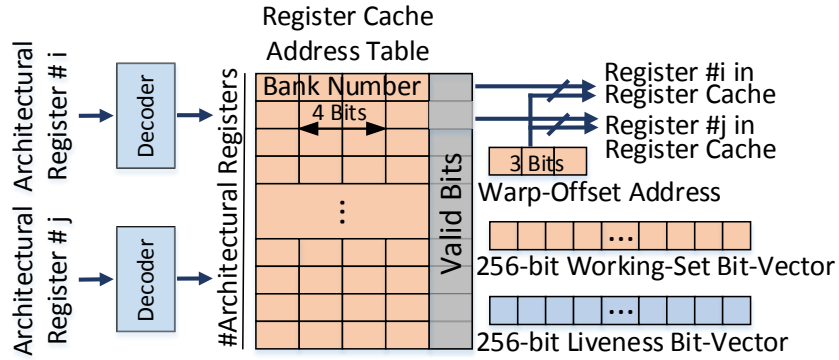 Register Cache
Address Table
Architectural
Register # i
Decoder
Architectural
Register # j
Decoder
#Architectural Registers
Bank Number
4 Bits
⋮
Valid Bits
Register #i in
Register Cache
Register #j in
Register Cache
3 Bits
Warp-Offset Address
...
256-bit Working-Set Bit-Vector
...
256-bit Liveness Bit-Vector